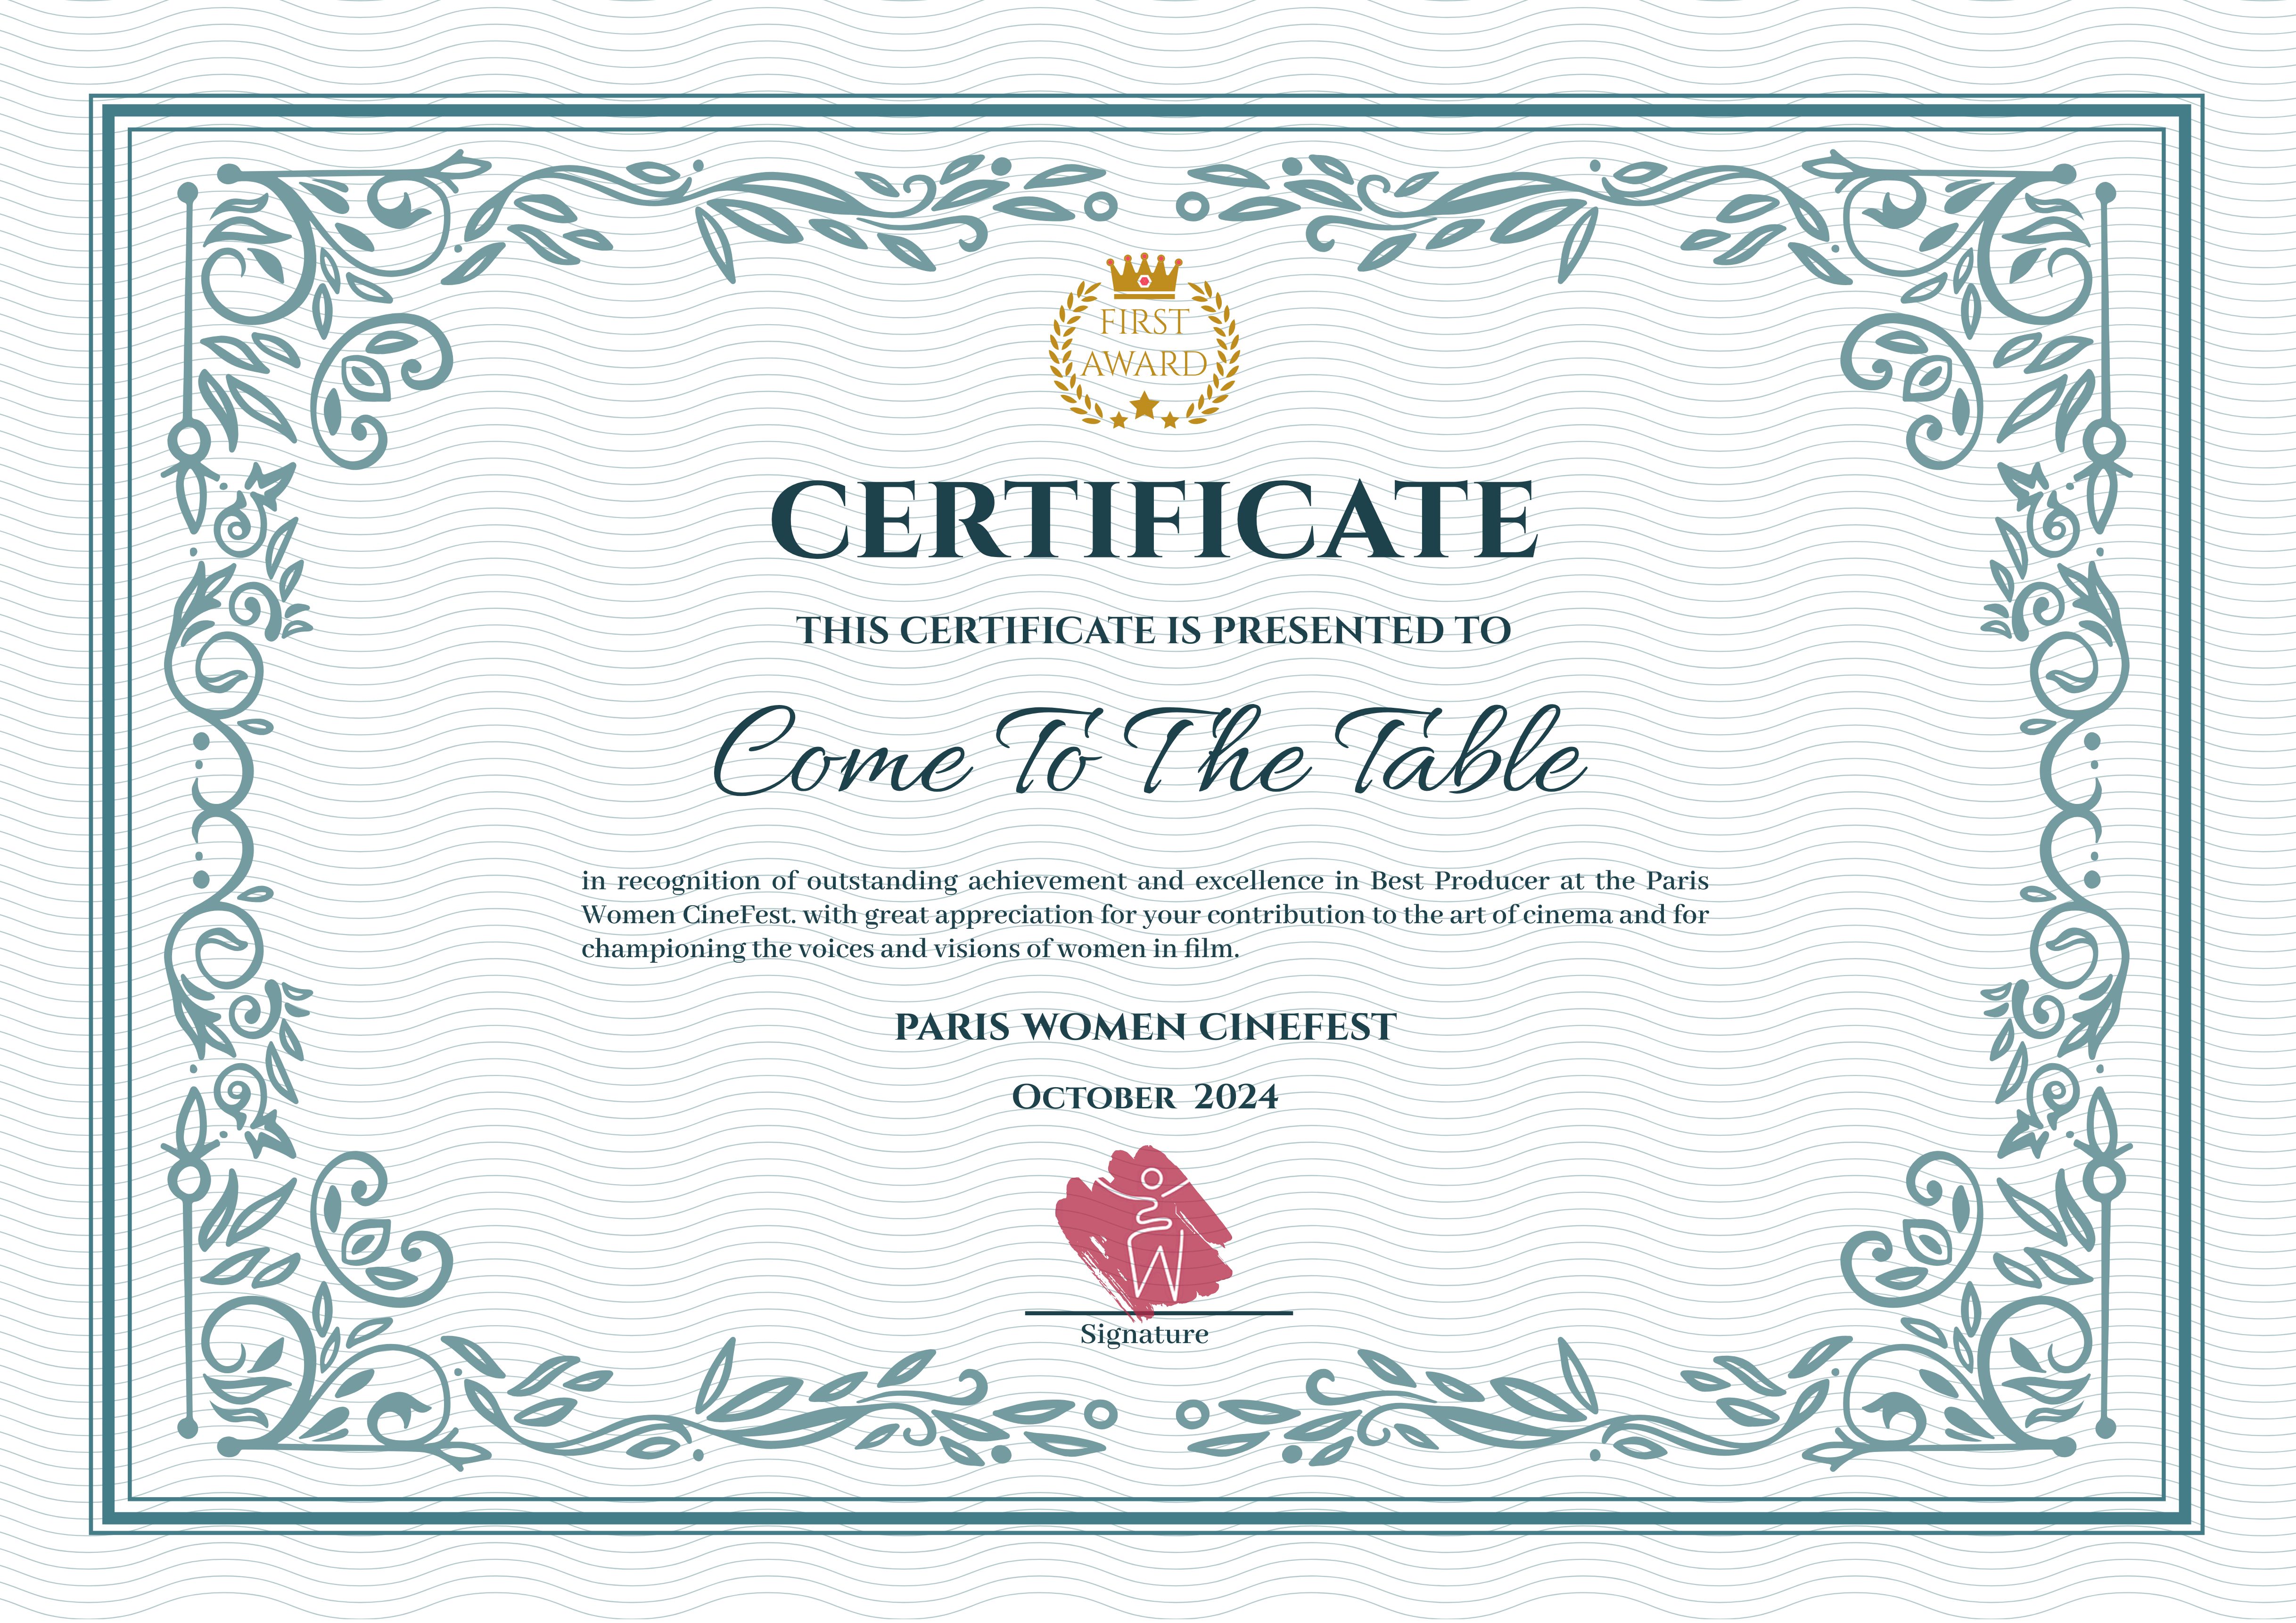 FIRST
AWARD
CERTIFICATE
THIS CERTIFICATE IS PRESENTED TO
Come To The Table
in recognition of outstanding achievement and excellence in Best Producer at the Paris
Women CineFest. with great appreciation for your contribution to the art of cinema and for
championing the voices and visions of women in film.
PARIS WOMEN CINEFEST
October 2024
W
Signature